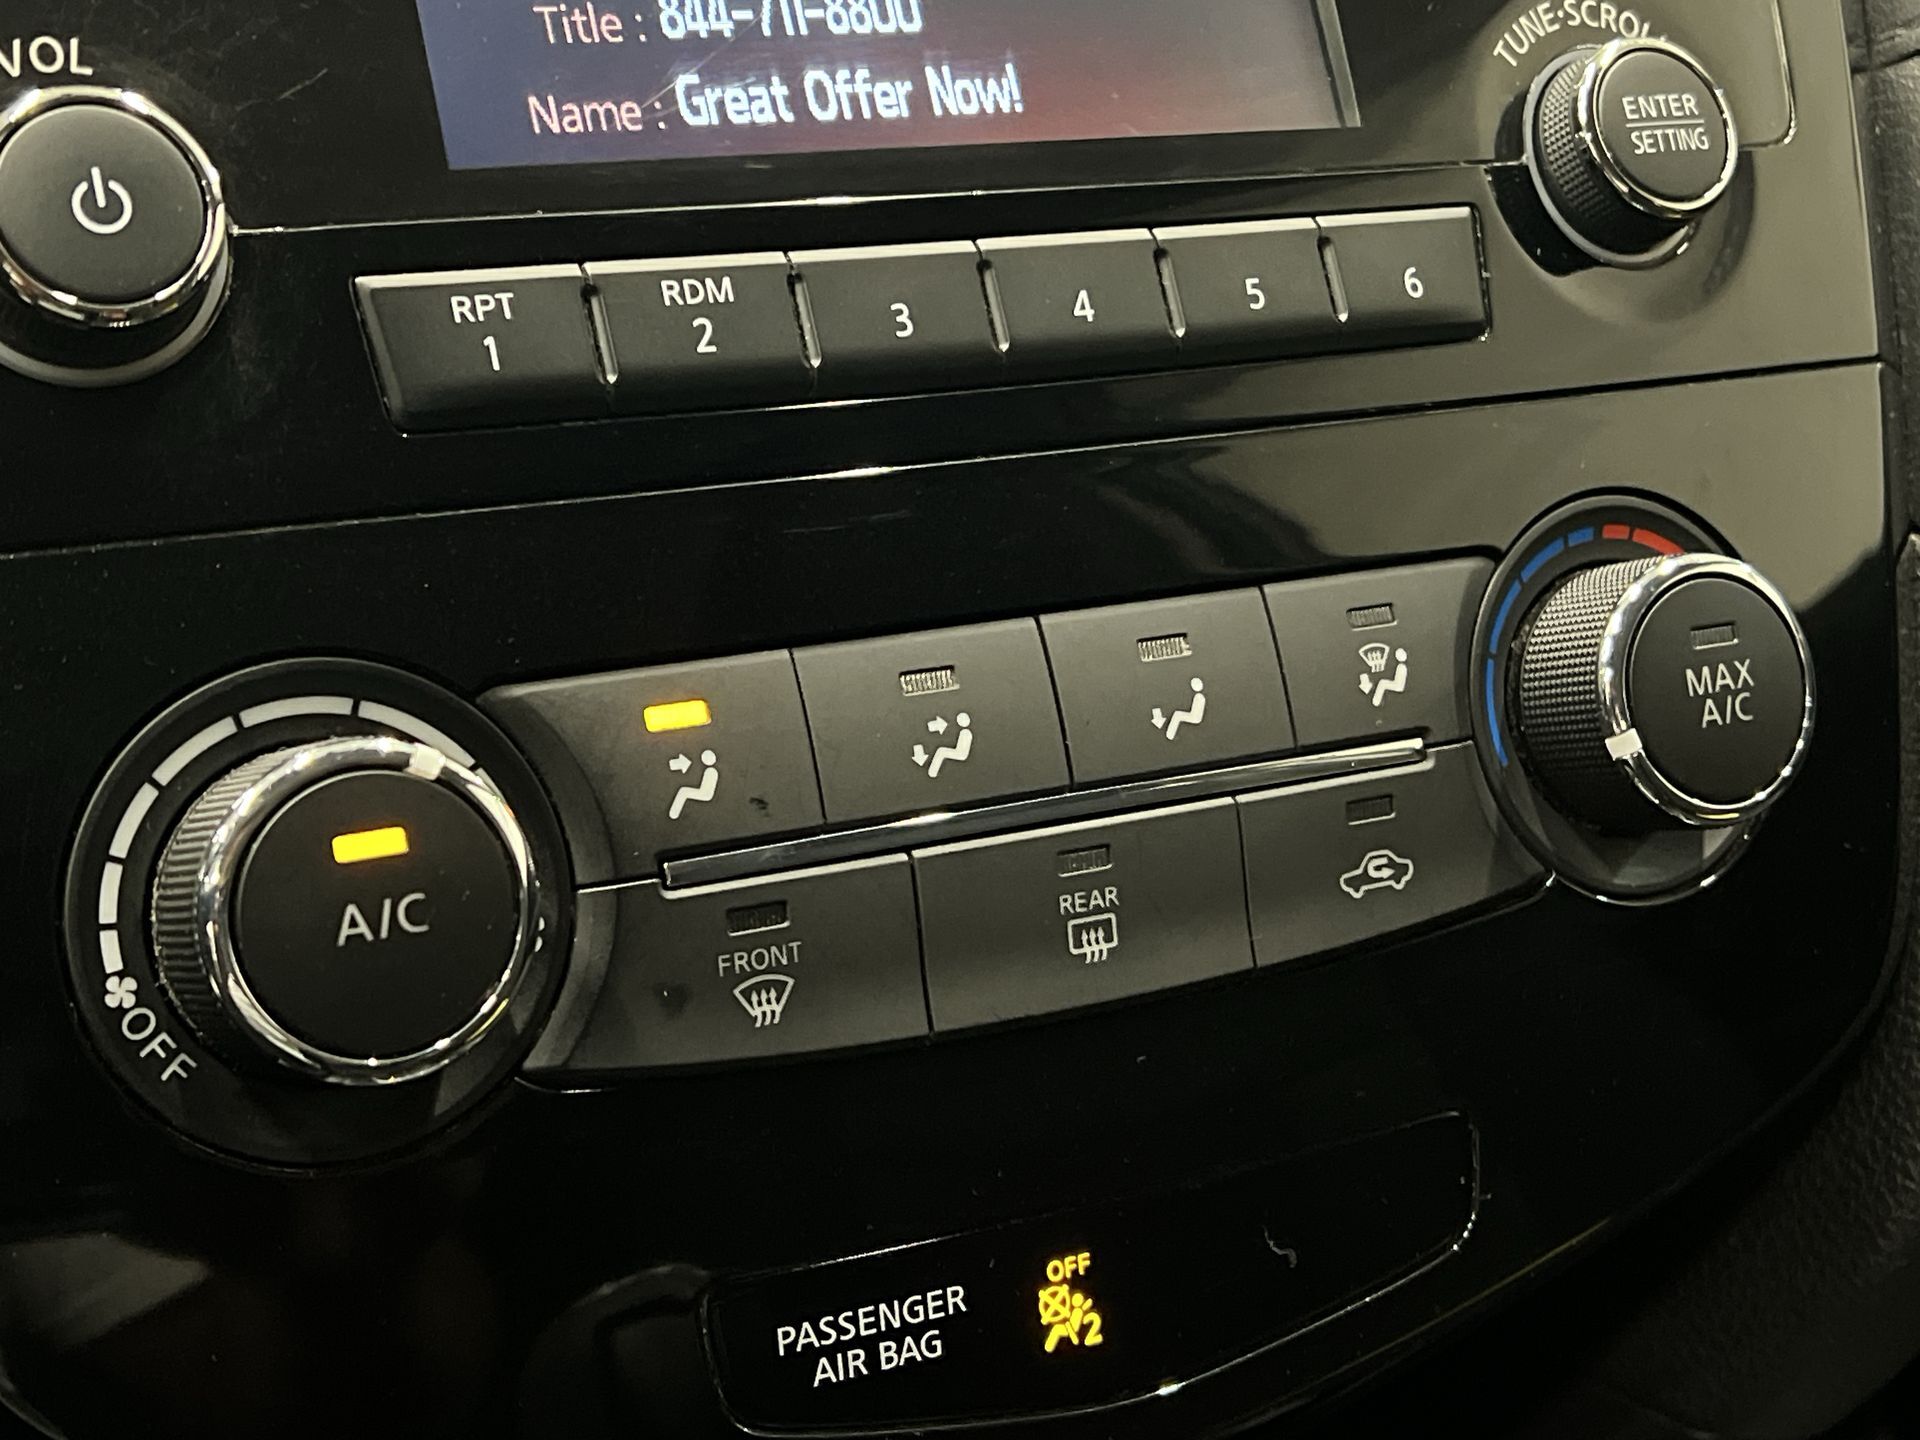 Title : 844-711-8800
VOL
TUNE·SCROLL
Name : Great Offer Now!
ENTER
SETTING
RPT
1
RDM
2
3
4
5
6
MAX
A/C
A/C
FRONT
REAR
OFF
PASSENGER
AIR BAG
OFF
2